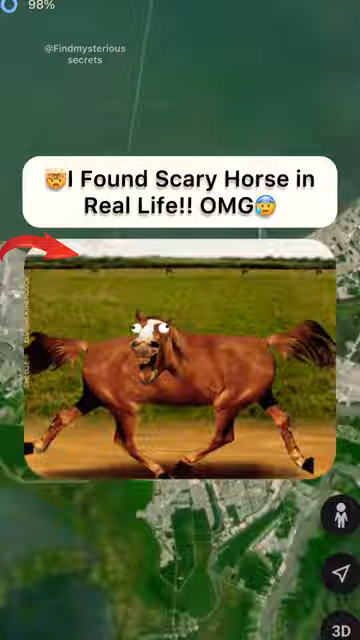 98%
@Findmysterious
secrets
🤯I Found Scary Horse in
Real Life!! OMG😰
3D